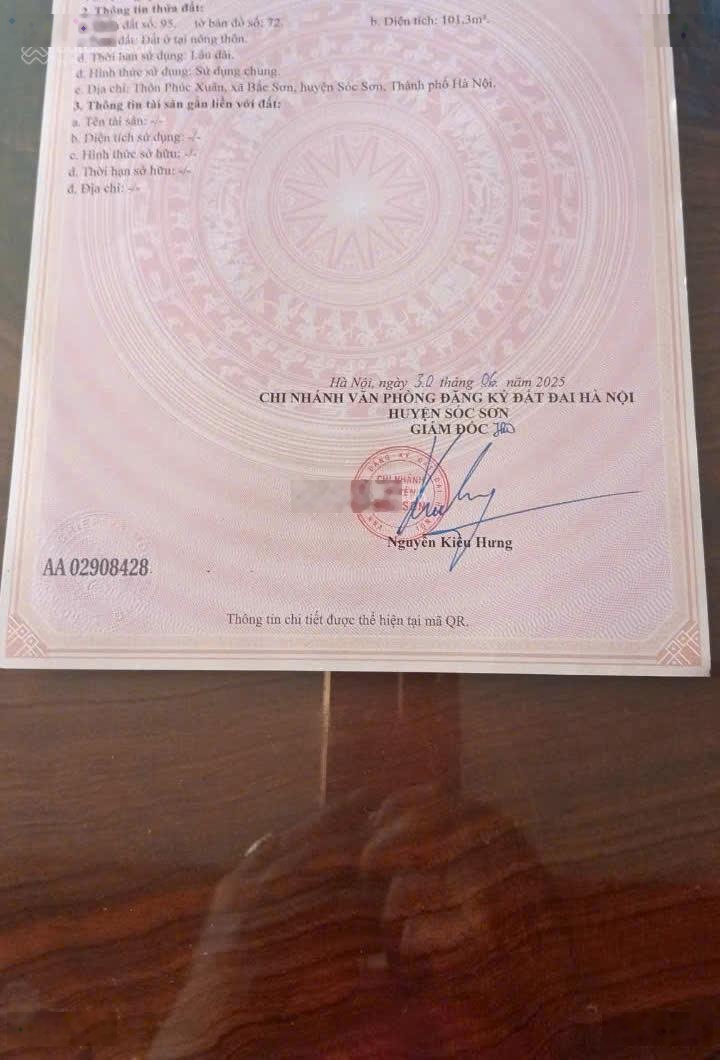 2. Thông tin thửa đất:
đất số: 95. tờ bản đồ số: 72. b. Diện tích: 101,3m².
đất: Đất ở tại nông thôn.
d. Thời hạn sử dụng: Lâu dài.
đ. Hình thức sử dụng: Sử dụng chung.
e. Địa chỉ: Thôn Phúc Xuân, xã Bắc Sơn, huyện Sóc Sơn, Thành phố Hà Nội.
3. Thông tin tài sản gắn liền với đất:
a. Tên tài sản: -/-
b. Diện tích sử dụng: -/-
c. Hình thức sở hữu: -/-
d. Thời hạn sở hữu: -/-
đ. Địa chỉ: -/-
Hà Nội, ngày 30 tháng 06 năm 2025
CHI NHÁNH VĂN PHÒNG ĐĂNG KÝ ĐẤT ĐAI HÀ NỘI
HUYỆN SÓC SƠN
GIÁM ĐỐC
CHI NHÁNH
SƠN
Nguyễn Kiều Hưng
AA 02908428
Thông tin chi tiết được thể hiện tại mã QR.